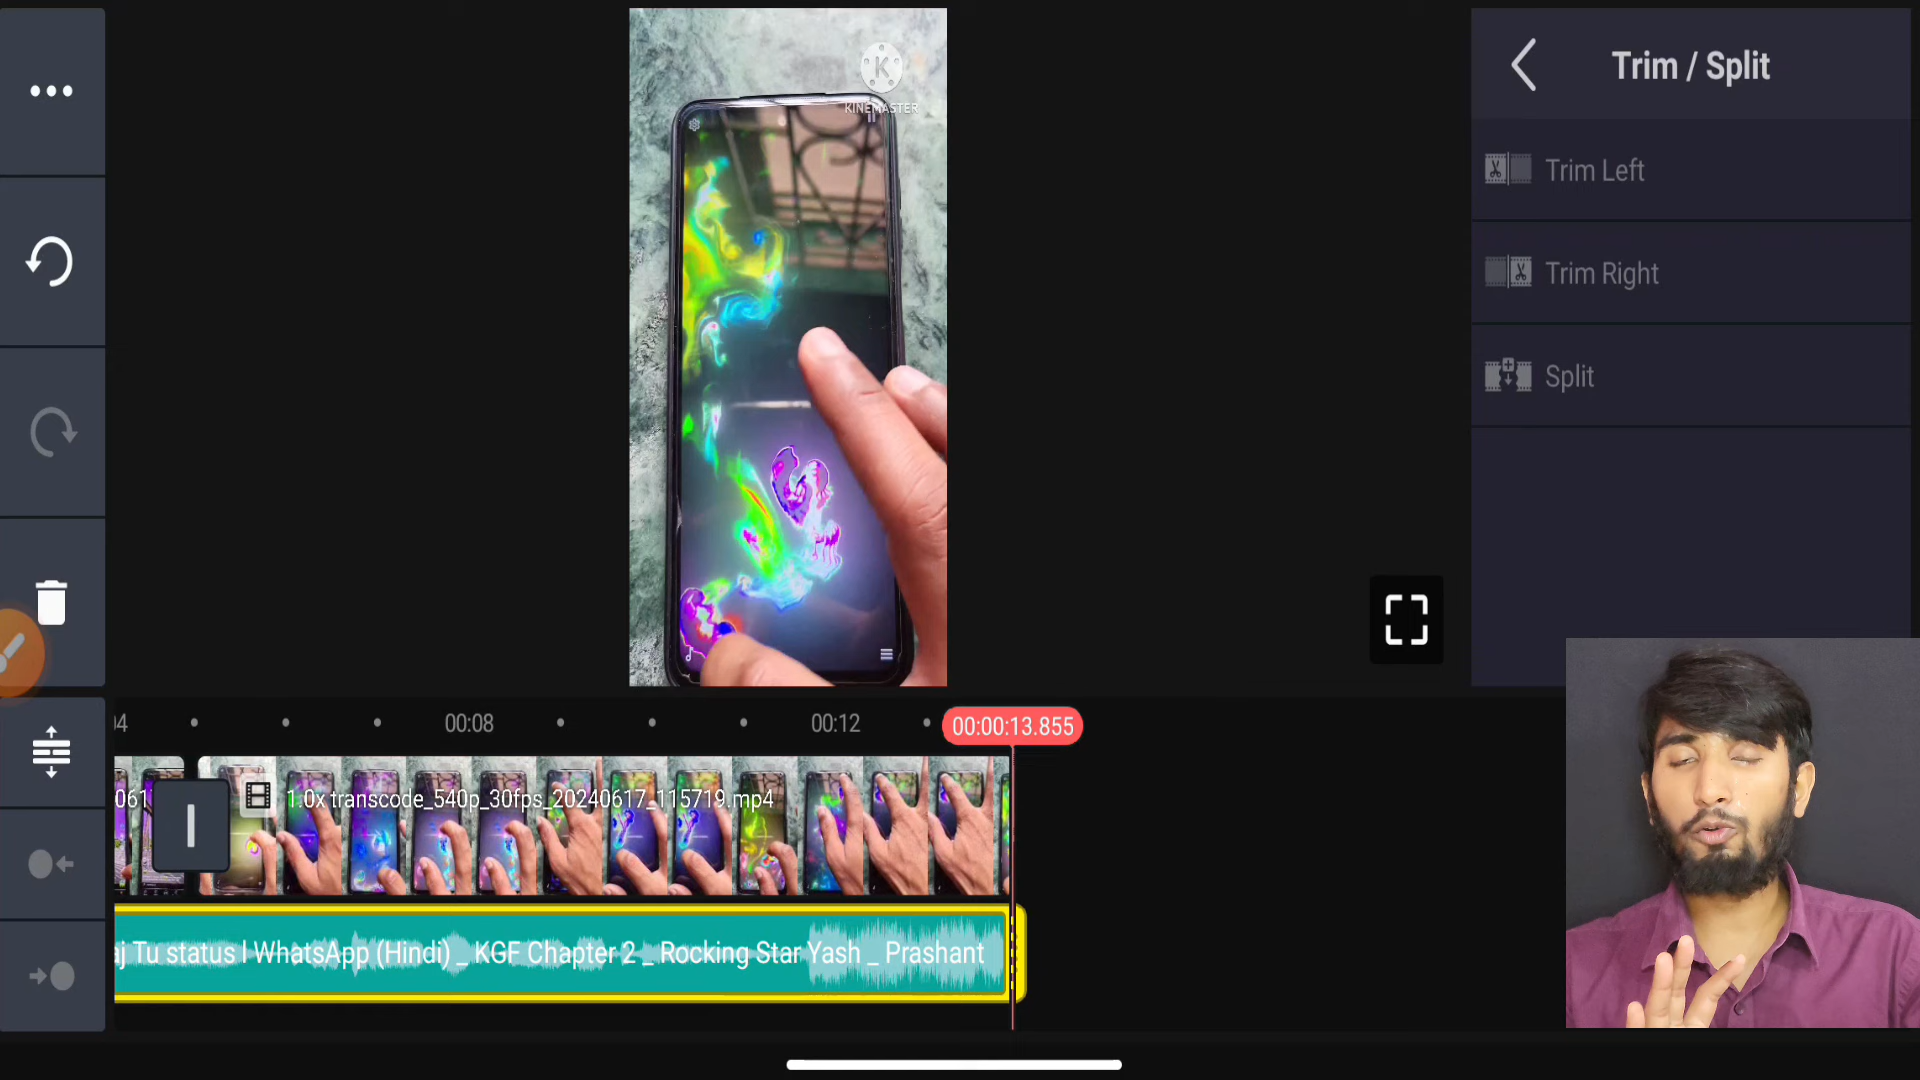 K
KINEMASTER
Trim / Split
Trim Left
Trim Right
Split
00:08
00:12
00:00:13.855
061
1.0x transcode_540p_30fps_20240617_115719.mp4
Tu status l WhatsApp (Hindi) _ KGF Chapter 2 _ Rocking Star Yash _ Prashant